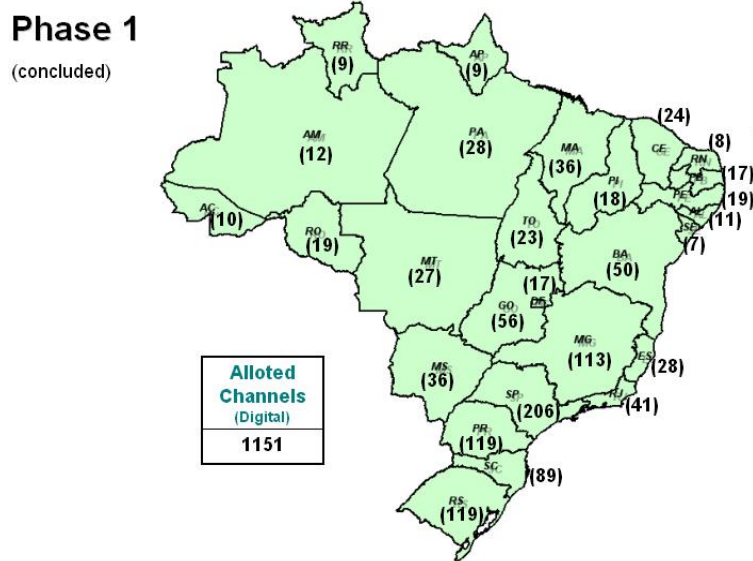 Phase 1
(concluded)
RR
(9)
AP
(9)
(24)
AM
(12)
PA
(28)
MA
(36)
CE
(8)
RN
PI
(18)
PB
(17)
PE
(19)
AC
(10)
AL
(11)
RO
(19)
TO
(23)
SE
(7)
MT
(27)
BA
(50)
(17)
DF
GO
(56)
MG
(113)
ES
(28)
MS
(36)
SP
(206)
RJ
(41)
Alloted
Channels
(Digital)
1151
PR
(119)
SC
(89)
RS
(119)